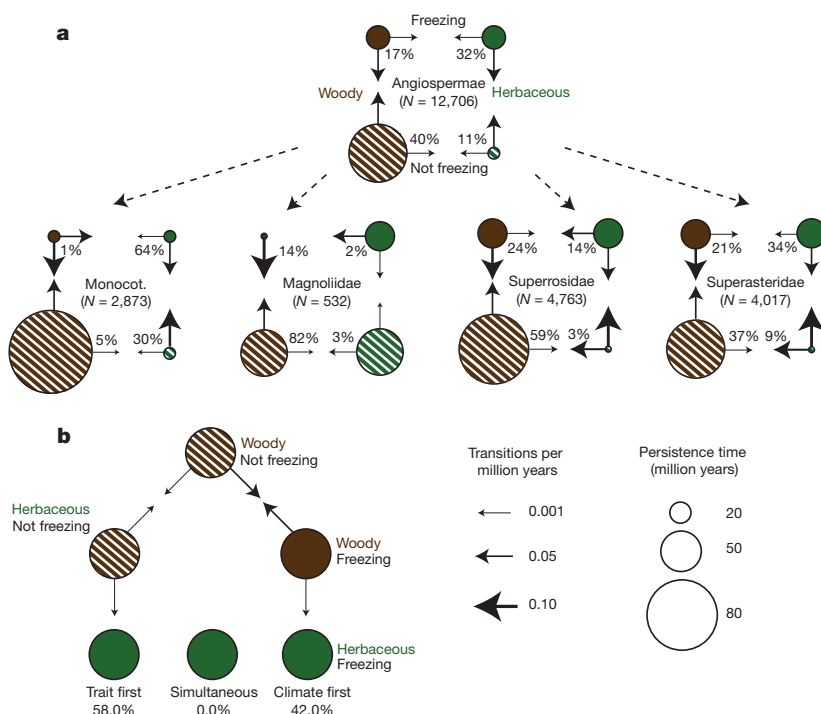 a
Freezing
17%
32%
Woody
Angiospermae
Herbaceous
(N = 12,706)
40%
11%
Not freezing
1%
64%
Monocot.
(N = 2,873)
5%
30%
14%
2%
Magnoliidae
(N = 532)
82%
3%
24%
14%
Superrosidae
(N = 4,763)
59%
3%
21%
34%
Superasteridae
(N = 4,017)
37%
9%
b
Woody
Not freezing
Herbaceous
Not freezing
Woody
Freezing
Herbaceous
Freezing
Trait first
58.0%
Simultaneous
0.0%
Climate first
42.0%
Transitions per
million years
0.001
0.05
0.10
Persistence time
(million years)
20
50
80